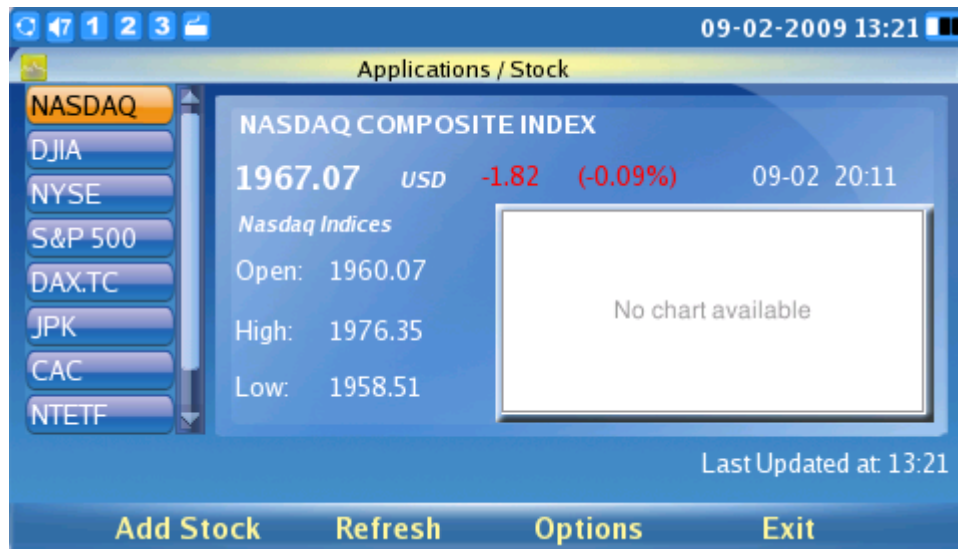 7 1 2 3 09-02-2009 13:21
Applications / Stock
NASDAQ
DJIA
NYSE
S&P 500
DAX.TC
JPK
CAC
NTETF
NASDAQ COMPOSITE INDEX
1967.07 USD -1.82 (-0.09%) 09-02 20:11
Nasdaq Indices
Open: 1960.07
High: 1976.35
Low: 1958.51
No chart available
Last Updated at: 13:21
Add Stock Refresh Options Exit